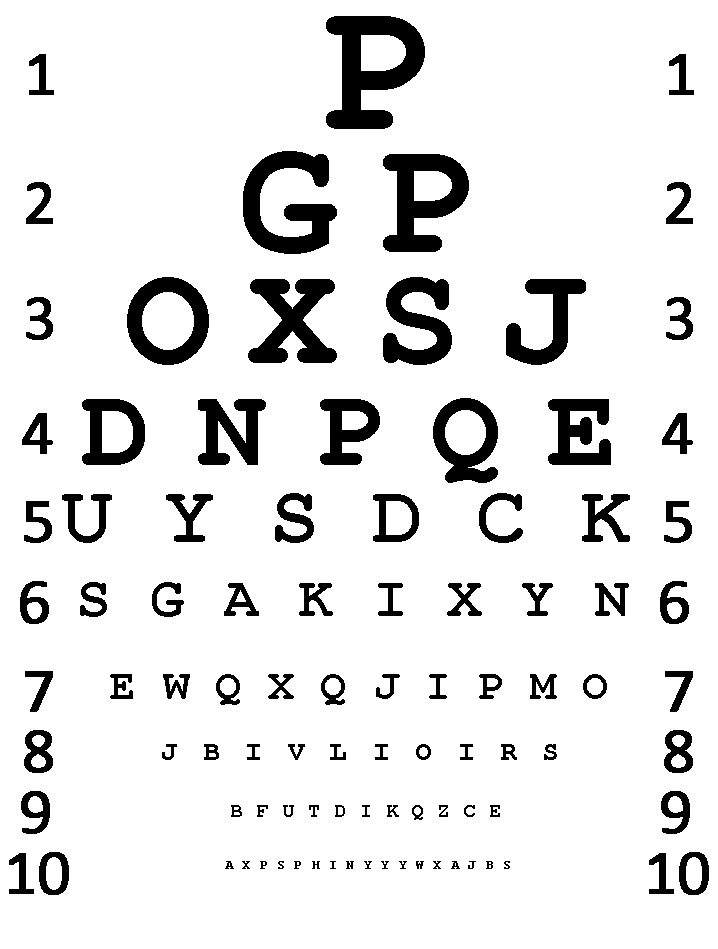 1 P 1
2 G P 2
3 O X S J 3
4 D N P Q E 4
5 U Y S D C K 5
6 S G A K I X Y N 6
7 E W Q X Q J I P M O 7
8 J B I V L I O I R S 8
9 B F U T D I K Q Z C E 9
10 A X P S P H I N Y Y Y W X A J B S 10